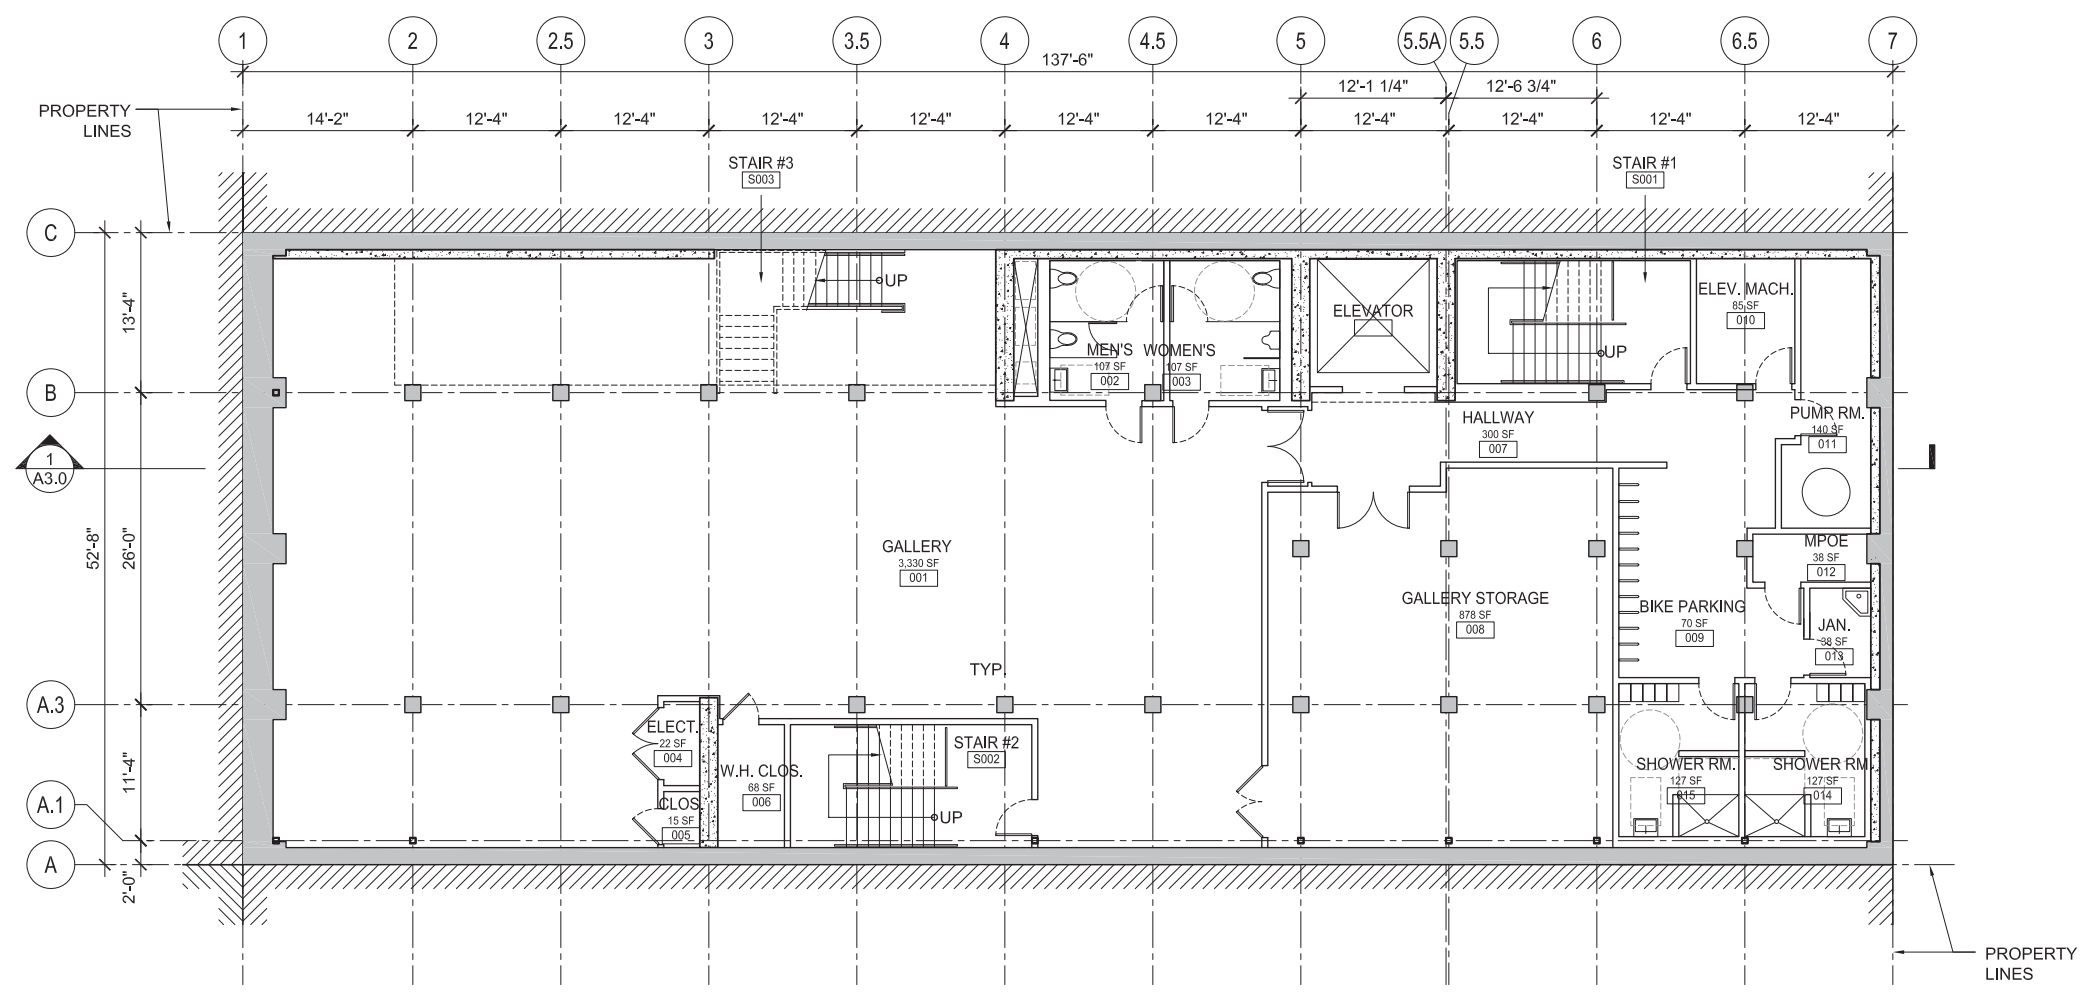 1
2
2.5
3
3.5
4
4.5
5
5.5A
5.5
6
6.5
7
137'-6"
12'-1 1/4"
12'-6 3/4"
PROPERTY
LINES
14'-2"
12'-4"
12'-4"
12'-4"
12'-4"
12'-4"
12'-4"
12'-4"
12'-4"
12'-4"
12'-4"
STAIR #3
S003
STAIR #1
S001
C
B
1
A3.0
A.3
A.1
A
13'-4"
52'-8"
26'-0"
11'-4"
2'-0"
UP
MEN'S
107 SF
002
WOMEN'S
107 SF
003
ELEVATOR
UP
ELEV. MACH.
85 SF
010
HALLWAY
300 SF
007
PUMP RM.
140 SF
011
GALLERY
3,330 SF
001
MPOE
38 SF
012
GALLERY STORAGE
878 SF
008
BIKE PARKING
70 SF
009
JAN.
38 SF
013
TYP.
ELECT.
22 SF
004
STAIR #2
S002
W.H. CLOS.
68 SF
006
CLOS.
15 SF
005
UP
SHOWER RM.
127 SF
015
SHOWER RM.
127 SF
014
PROPERTY
LINES